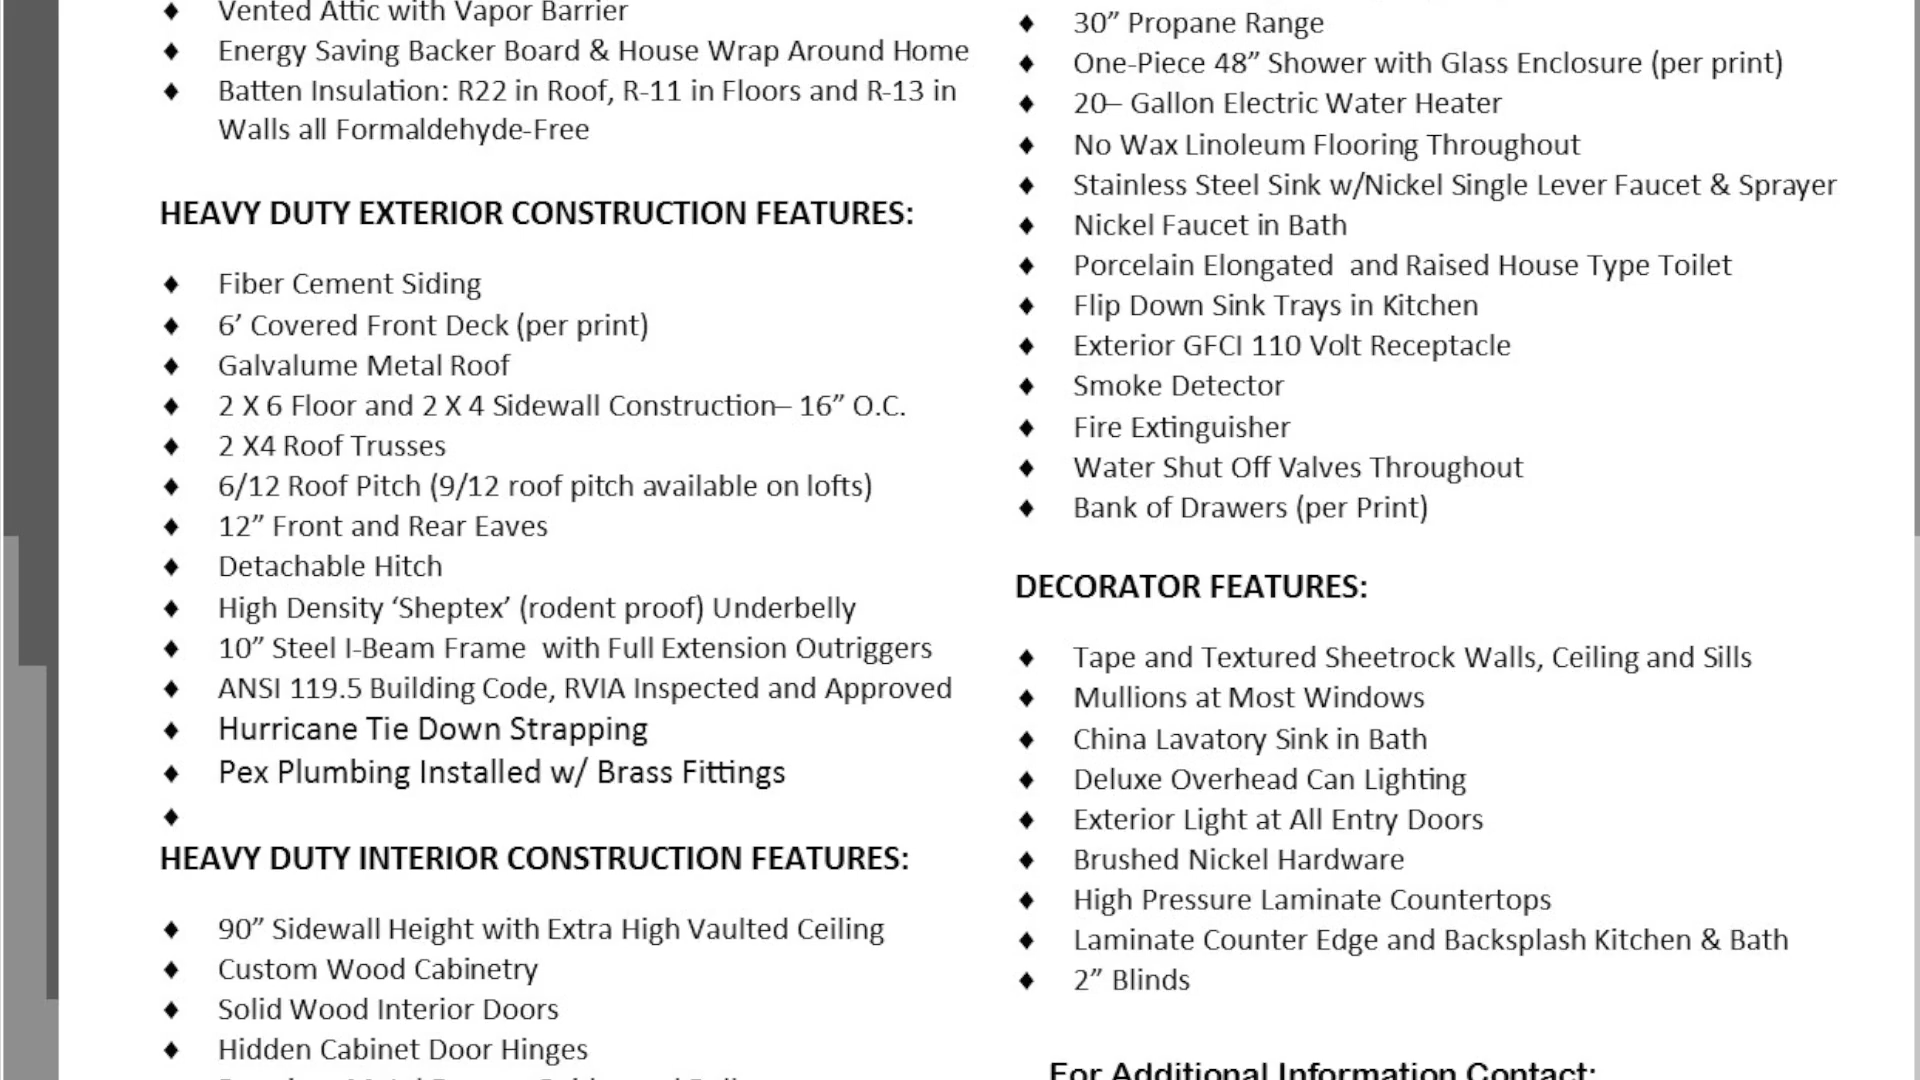 Vented Attic with Vapor Barrier
♦ Energy Saving Backer Board & House Wrap Around Home
♦ Batten Insulation: R22 in Roof, R-11 in Floors and R-13 in
Walls all Formaldehyde-Free
HEAVY DUTY EXTERIOR CONSTRUCTION FEATURES:
♦ Fiber Cement Siding
♦ 6’ Covered Front Deck (per print)
♦ Galvalume Metal Roof
♦ 2 X 6 Floor and 2 X 4 Sidewall Construction– 16” O.C.
♦ 2 X4 Roof Trusses
♦ 6/12 Roof Pitch (9/12 roof pitch available on lofts)
♦ 12” Front and Rear Eaves
♦ Detachable Hitch
♦ High Density ‘Sheptex’ (rodent proof) Underbelly
♦ 10” Steel I-Beam Frame  with Full Extension Outriggers
♦ ANSI 119.5 Building Code, RVIA Inspected and Approved
♦ Hurricane Tie Down Strapping
♦ Pex Plumbing Installed w/ Brass Fittings
♦
HEAVY DUTY INTERIOR CONSTRUCTION FEATURES:
♦ 90” Sidewall Height with Extra High Vaulted Ceiling
♦ Custom Wood Cabinetry
♦ Solid Wood Interior Doors
♦ Hidden Cabinet Door Hinges
♦ 30” Propane Range
♦ One-Piece 48” Shower with Glass Enclosure (per print)
♦ 20– Gallon Electric Water Heater
♦ No Wax Linoleum Flooring Throughout
♦ Stainless Steel Sink w/Nickel Single Lever Faucet & Sprayer
♦ Nickel Faucet in Bath
♦ Porcelain Elongated  and Raised House Type Toilet
♦ Flip Down Sink Trays in Kitchen
♦ Exterior GFCI 110 Volt Receptacle
♦ Smoke Detector
♦ Fire Extinguisher
♦ Water Shut Off Valves Throughout
♦ Bank of Drawers (per Print)
DECORATOR FEATURES:
♦ Tape and Textured Sheetrock Walls, Ceiling and Sills
♦ Mullions at Most Windows
♦ China Lavatory Sink in Bath
♦ Deluxe Overhead Can Lighting
♦ Exterior Light at All Entry Doors
♦ Brushed Nickel Hardware
♦ High Pressure Laminate Countertops
♦ Laminate Counter Edge and Backsplash Kitchen & Bath
♦ 2” Blinds
For Additional Information Contact: